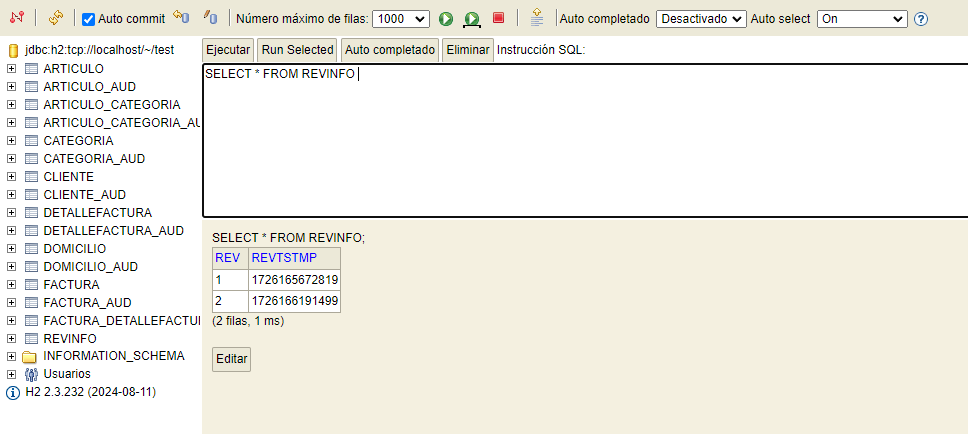 Auto commit Número máximo de filas: 1000 Auto completado Desactivado Auto select On ?
jdbc:h2:tcp://localhost/~/test
ARTICULO
ARTICULO_AUD
ARTICULO_CATEGORIA
ARTICULO_CATEGORIA_AU
CATEGORIA
CATEGORIA_AUD
CLIENTE
CLIENTE_AUD
DETALLEFACTURA
DETALLEFACTURA_AUD
DOMICILIO
DOMICILIO_AUD
FACTURA
FACTURA_AUD
FACTURA_DETALLEFACTU
REVINFO
INFORMATION_SCHEMA
Usuarios
H2 2.3.232 (2024-08-11)
Ejecutar Run Selected Auto completado Eliminar Instrucción SQL:
SELECT * FROM REVINFO
SELECT * FROM REVINFO;
REV REVTSTMP
1 1726165672819
2 1726166191499
(2 filas, 1 ms)
Editar